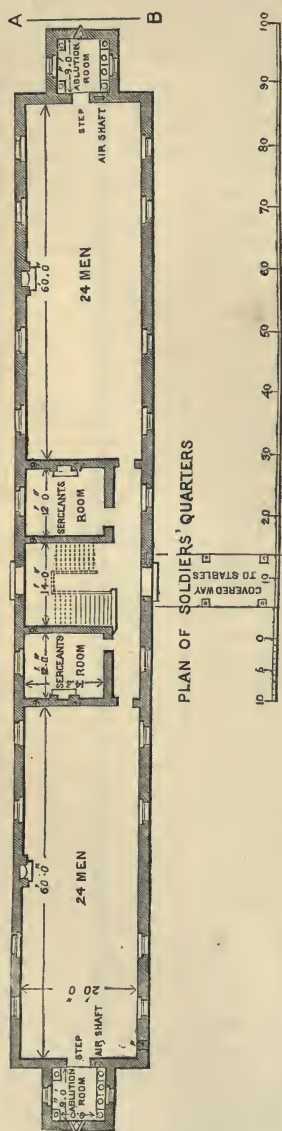 A
B
9.0"
ABLUTION
ROOM
STEP
AIR SHAFT
60.0"
24 MEN
12.0"
SERGEANTS
ROOM
14.0"
12.0"
SERGEANTS
ROOM
60.0"
24 MEN
20.0"
STEP
AIR SHAFT
9.0"
ABLUTION
ROOM
PLAN OF SOLDIERS' QUARTERS
COVERED WAY
TO STABLES
10 5 0 10 20 30 40 50 60 70 80 90 100